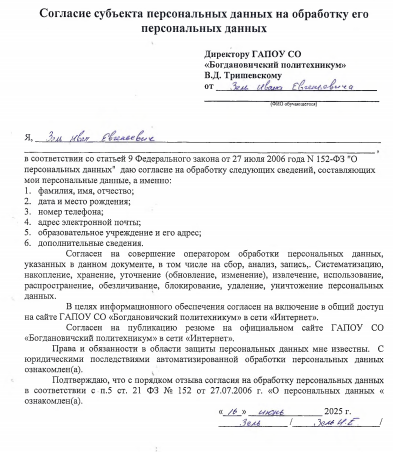 Согласие субъекта персональных данных на обработку его
персональных данных
Директору ГАПОУ СО
«Богдановичский политехникум»
В.Д. Тришевскому
от Золь Ивана Евгеньевича
(ФИО обучающегося)
Я, Золь Иван Евгеньевич
в соответствии со статьей 9 Федерального закона от 27 июля 2006 года N 152-ФЗ "О
персональных данных" даю согласие на обработку следующих сведений, составляющих
мои персональные данные, а именно:
1. фамилия, имя, отчество;
2. дата и место рождения;
3. номер телефона;
4. адрес электронной почты;
5. образовательное учреждение и его адрес;
6. дополнительные сведения.
Согласен на совершение оператором обработки персональных данных,
указанных в данном документе, в том числе на сбор, анализ, запись,. Систематизацию,
накопление, хранение, уточнение (обновление, изменение), извлечение, использование,
распространение, обезличивание, блокирование, удаление, уничтожение персональных
данных.
В целях информационного обеспечения согласен на включение в общий доступ
на сайте ГАПОУ СО «Богдановичский политехникум» в сети «Интернет».
Согласен на публикацию резюме на официальном сайте ГАПОУ СО
«Богдановичский политехникум» в сети «Интернет».
Права и обязанности в области защиты персональных данных мне известны. С
юридическими последствиями автоматизированной обработки персональных данных
ознакомлен(а).
Подтверждаю, что с порядком отзыва согласия на обработку персональных данных
в соответствии с п.5 ст. 21 ФЗ № 152 от 27.07.2006 г. «О персональных данных «
ознакомлен(а).
« 16 » июнь 2025 г.
Золь / Золь И.Е /